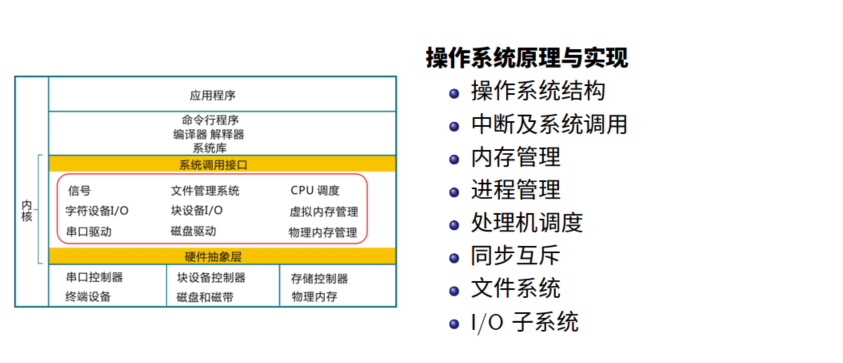 应用程序
命令行程序
编译器 解释器
系统库
系统调用接口
信号 文件管理系统 CPU 调度
字符设备I/O 块设备I/O 虚拟内存管理
串口驱动 磁盘驱动 物理内存管理
内核
硬件抽象层
串口控制器 块设备控制器 存储控制器
终端设备 磁盘和磁带 物理内存
操作系统原理与实现
操作系统结构
中断及系统调用
内存管理
进程管理
处理机调度
同步互斥
文件系统
I/O 子系统